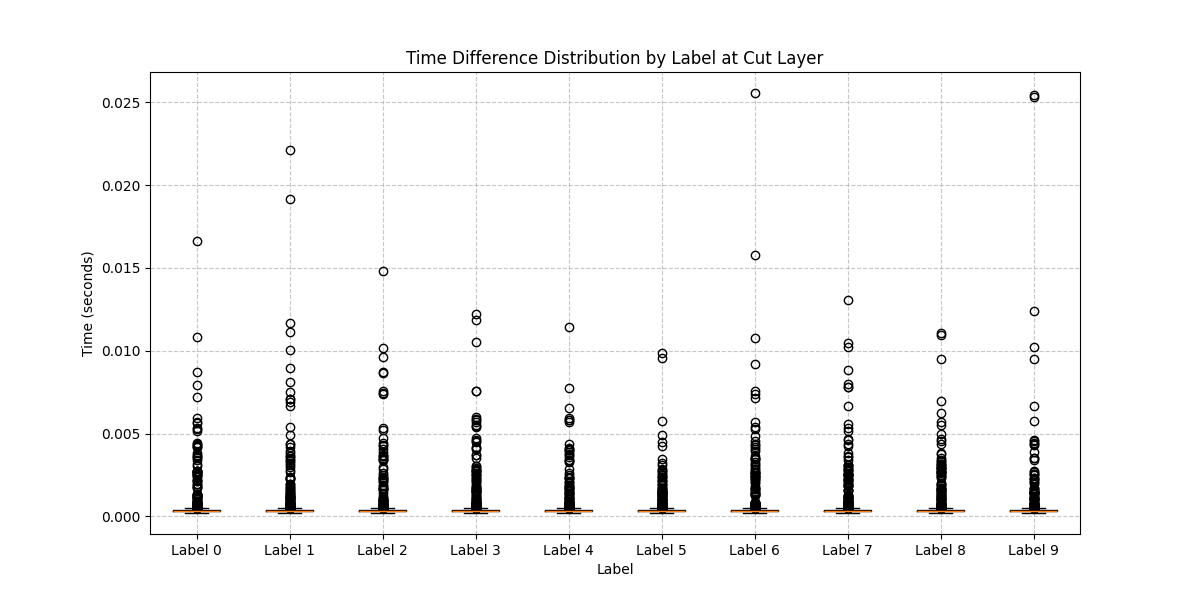 Time Difference Distribution by Label at Cut Layer
0.025
0.020
0.015
0.010
0.005
0.000
Time (seconds)
Label 0 Label 1 Label 2 Label 3 Label 4 Label 5 Label 6 Label 7 Label 8 Label 9
Label